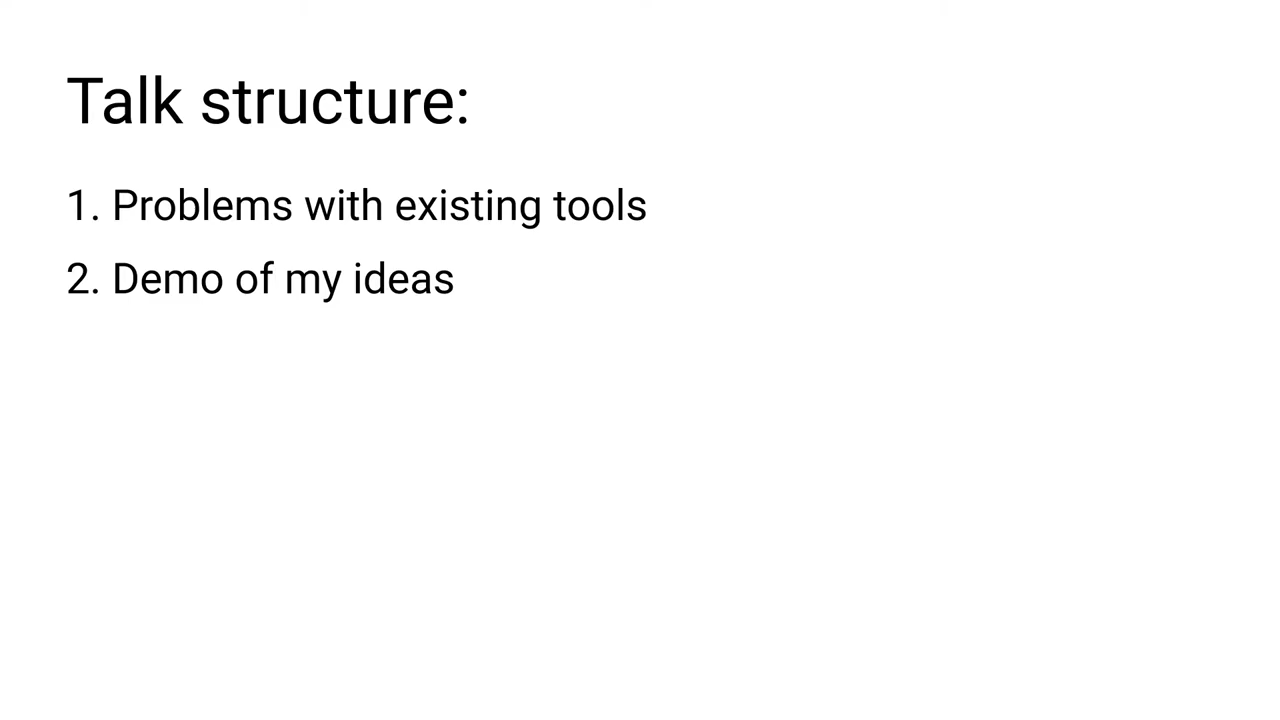 Talk structure:
1. Problems with existing tools
2. Demo of my ideas